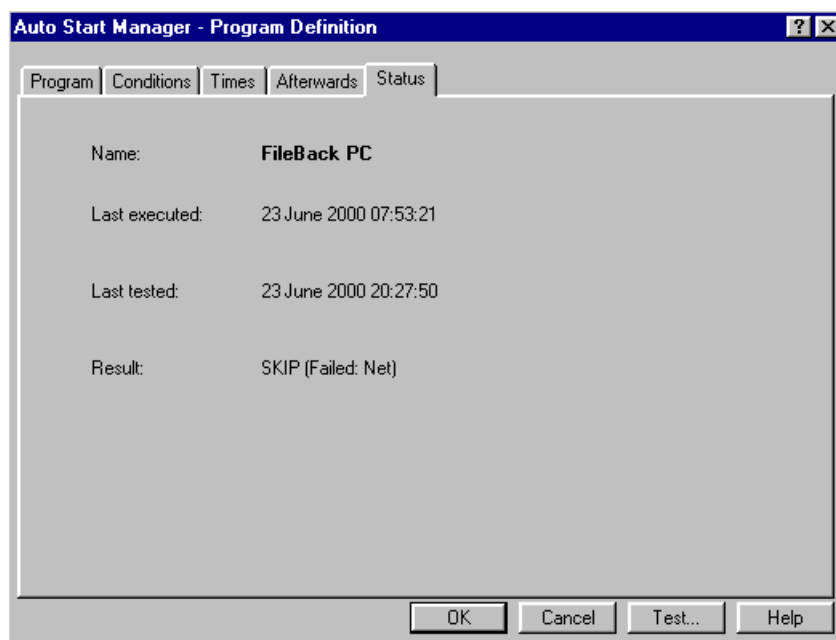 Auto Start Manager - Program Definition
Program Conditions Times Afterwards Status
Name: FileBack PC
Last executed: 23 June 2000 07:53:21
Last tested: 23 June 2000 20:27:50
Result: SKIP (Failed: Net)
OK Cancel Test... Help